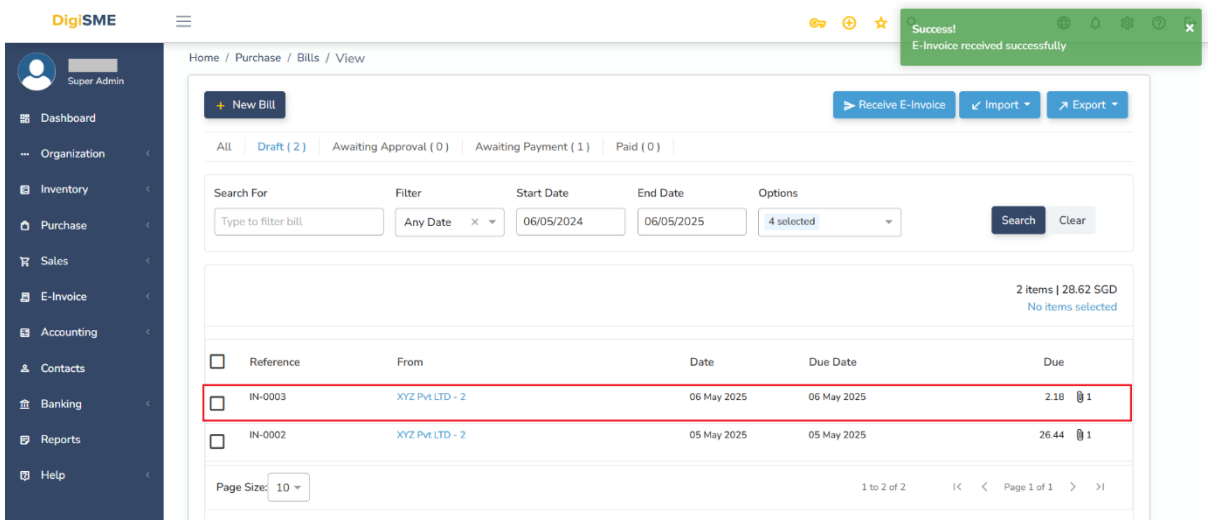 DigiSME
Success!
E-Invoice received successfully
×
Super Admin
Home / Purchase / Bills / View
+ New Bill
Receive E-Invoice
Import
Export
Dashboard
Organization
Inventory
Purchase
Sales
E-Invoice
Accounting
Contacts
Banking
Reports
Help
All
Draft ( 2 )
Awaiting Approval ( 0 )
Awaiting Payment ( 1 )
Paid ( 0 )
Search For
Filter
Start Date
End Date
Options
Type to filter bill
Any Date ×
06/05/2024
06/05/2025
4 selected
Search
Clear
2 items | 28.62 SGD
No items selected
Reference From Date Due Date Due
IN-0003 XYZ Pvt LTD - 2 06 May 2025 06 May 2025 2.18 1
IN-0002 XYZ Pvt LTD - 2 05 May 2025 05 May 2025 26.44 1
Page Size: 10
1 to 2 of 2
Page 1 of 1